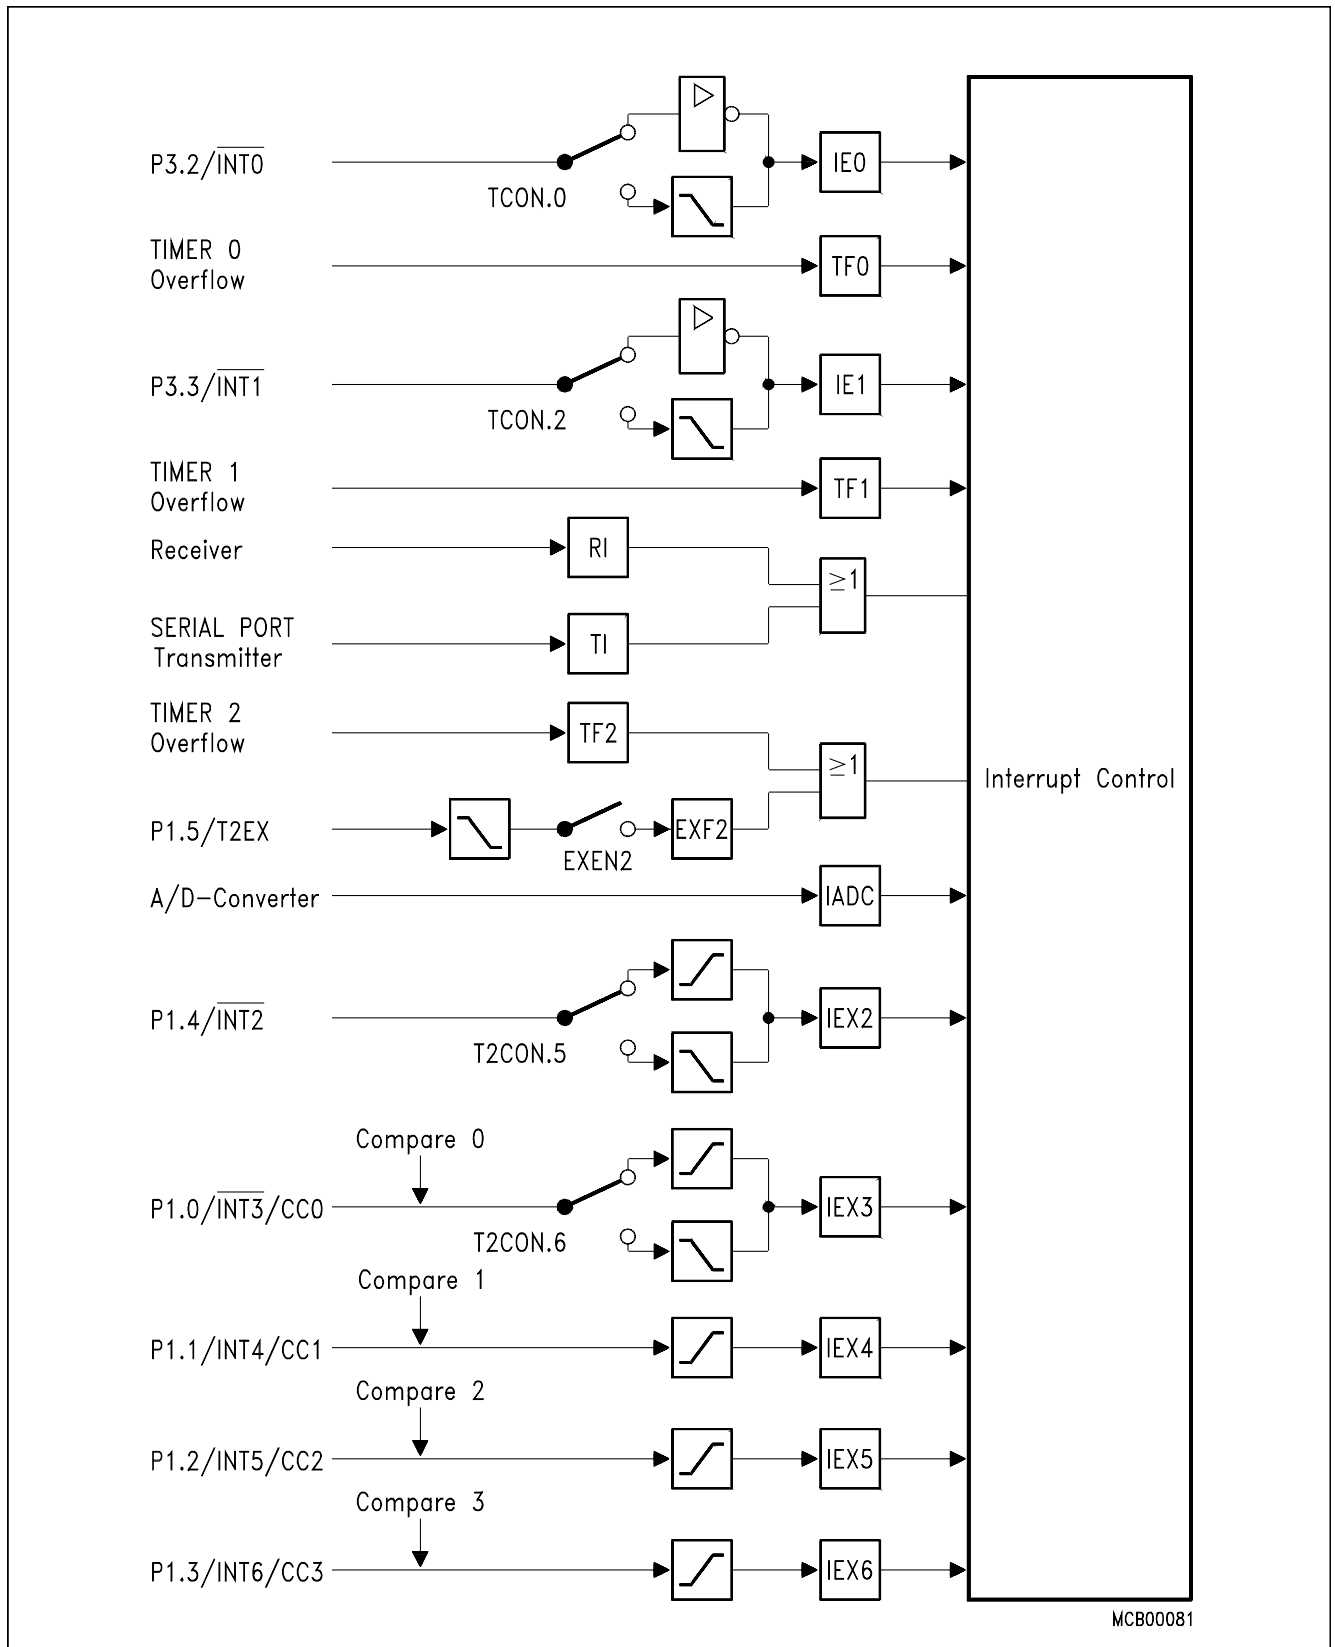 P3.2/INT0
TCON.0
IE0
TIMER 0
Overflow
TF0
P3.3/INT1
TCON.2
IE1
TIMER 1
Overflow
TF1
Receiver
RI
≥1
SERIAL PORT
Transmitter
TI
TIMER 2
Overflow
TF2
≥1
Interrupt Control
P1.5/T2EX
EXEN2
EXF2
A/D-Converter
IADC
P1.4/INT2
T2CON.5
IEX2
Compare 0
P1.0/INT3/CC0
T2CON.6
IEX3
Compare 1
P1.1/INT4/CC1
IEX4
Compare 2
P1.2/INT5/CC2
IEX5
Compare 3
P1.3/INT6/CC3
IEX6
MCB00081